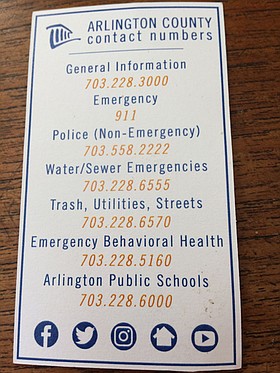 ARLINGTON COUNTY
contact numbers
General Information
703.228.3000
Emergency
911
Police (Non-Emergency)
703.558.2222
Water/Sewer Emergencies
703.228.6555
Trash, Utilities, Streets
703.228.6570
Emergency Behavioral Health
703.228.5160
Arlington Public Schools
703.228.6000